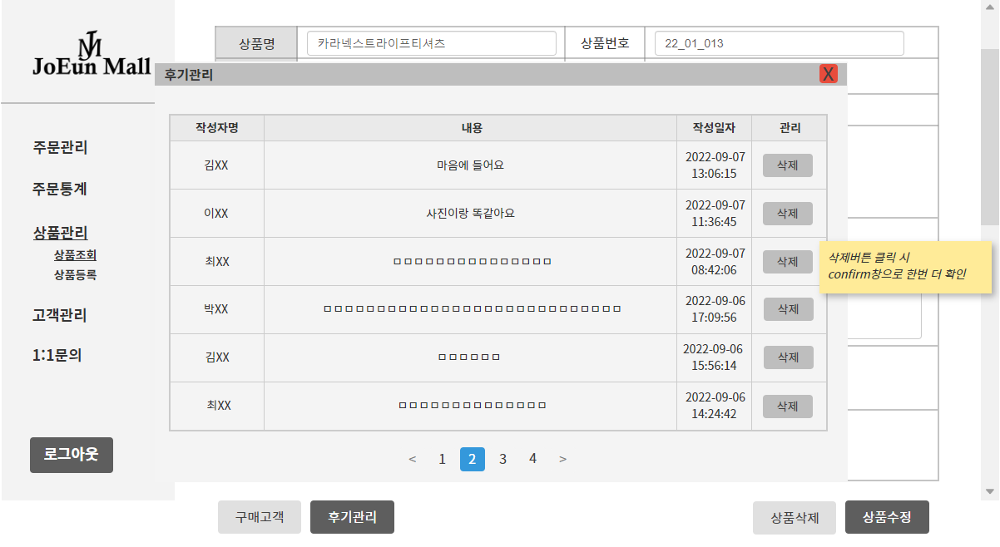 JM
JoEun Mall
상품명
카라넥스트라이프티셔츠
상품번호
22_01_013
후기관리
X
주문관리
주문통계
상품관리
상품조회
상품등록
고객관리
1:1문의
로그아웃
작성자명 내용 작성일자 관리
김XX 마음에 들어요 2022-09-07 13:06:15 삭제
이XX 사진이랑 똑같아요 2022-09-07 11:36:45 삭제
최XX ㅁㅁㅁㅁㅁㅁㅁㅁㅁㅁㅁㅁㅁㅁㅁ 2022-09-07 08:42:06 삭제
박XX ㅁㅁㅁㅁㅁㅁㅁㅁㅁㅁㅁㅁㅁㅁㅁㅁㅁㅁㅁㅁㅁㅁㅁㅁㅁㅁㅁㅁ 2022-09-06 17:09:56 삭제
김XX ㅁㅁㅁㅁㅁㅁ 2022-09-06 15:56:14 삭제
최XX ㅁㅁㅁㅁㅁㅁㅁㅁㅁㅁㅁㅁㅁㅁ 2022-09-06 14:24:42 삭제
삭제버튼 클릭 시
confirm창으로 한번 더 확인
< 1 2 3 4 >
구매고객
후기관리
상품삭제
상품수정